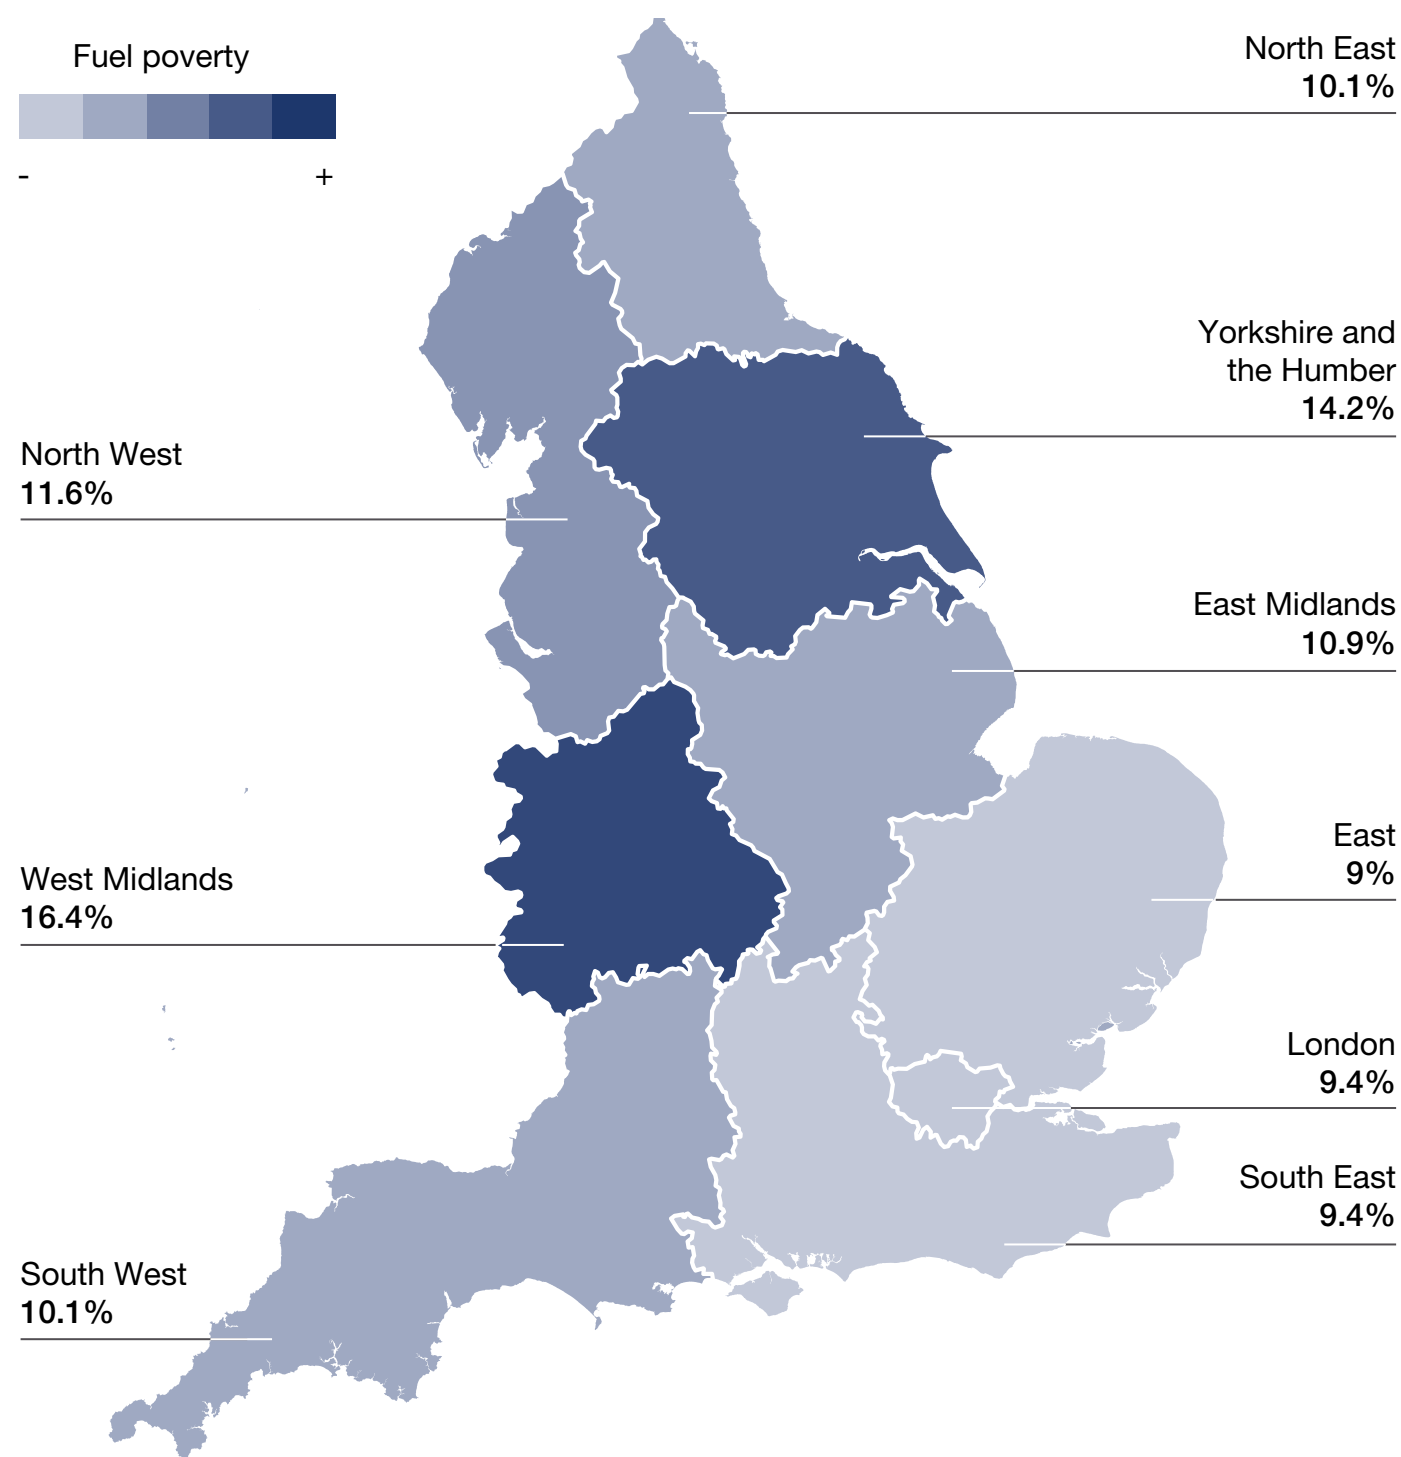 Fuel poverty
-
+
North East
10.1%
Yorkshire and
the Humber
14.2%
North West
11.6%
East Midlands
10.9%
East
9%
West Midlands
16.4%
London
9.4%
South East
9.4%
South West
10.1%